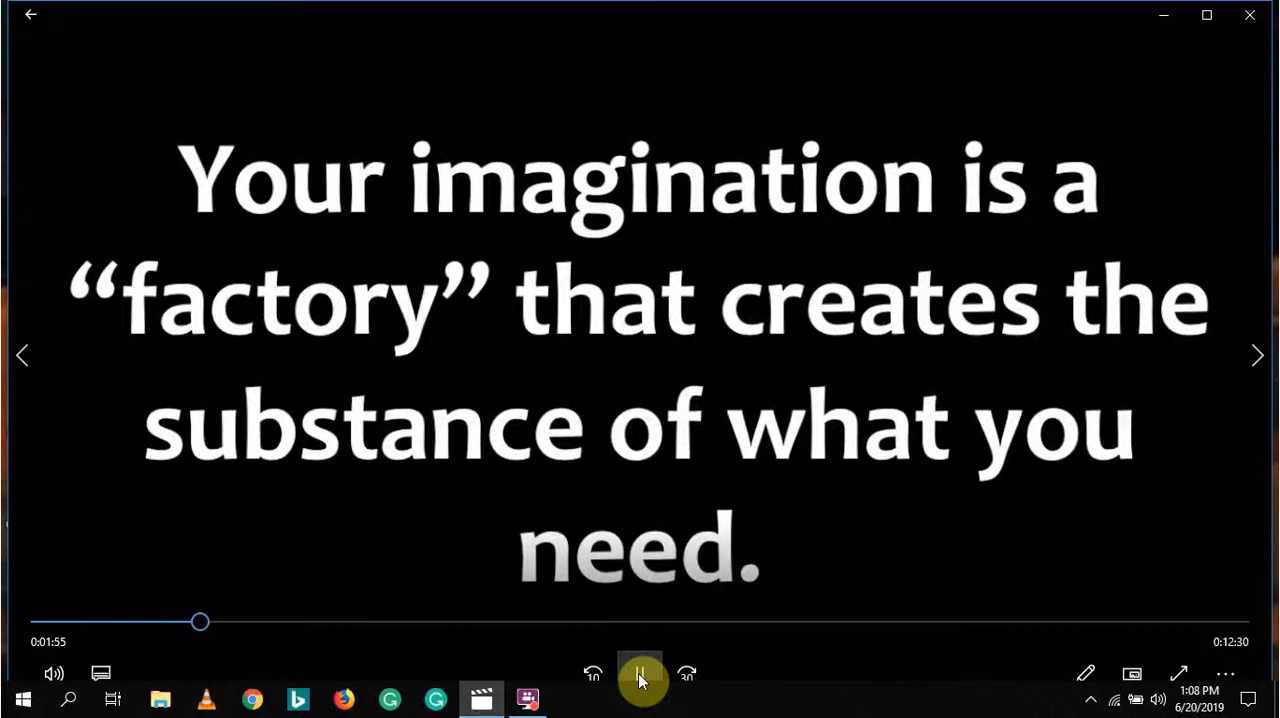 Your imagination is a
“factory” that creates the
substance of what you
need.
0:01:55
0:12:30
10
30
1:08 PM
6/20/2019